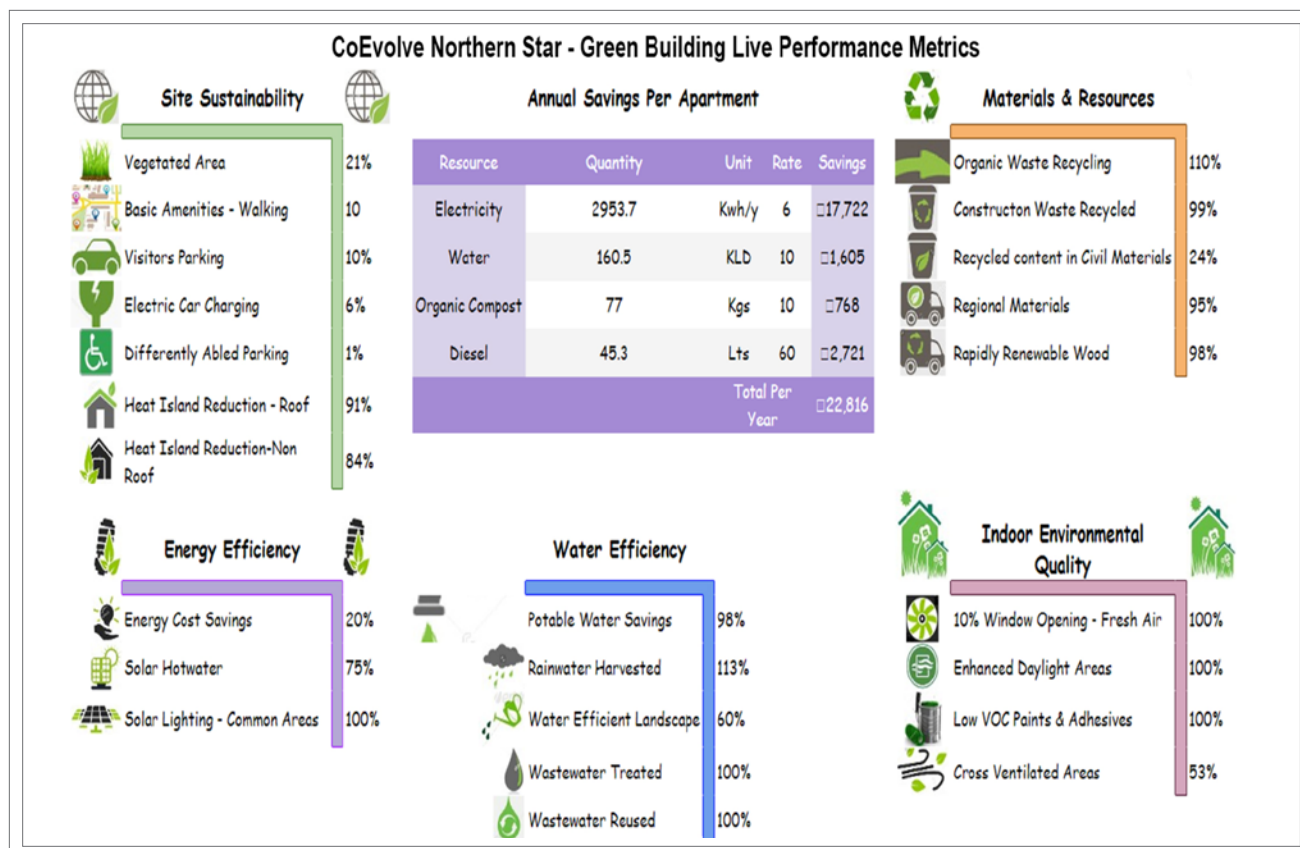 CoEvolve Northern Star - Green Building Live Performance Metrics
Site Sustainability
Vegetated Area 21%
Basic Amenities - Walking 10
Visitors Parking 10%
Electric Car Charging 6%
Differently Abled Parking 1%
Heat Island Reduction - Roof 91%
Heat Island Reduction-Non
Roof 84%
Annual Savings Per Apartment
Resource Quantity Unit Rate Savings
Electricity 2953.7 Kwh/y 6 □17,722
Water 160.5 KLD 10 □1,605
Organic Compost 77 Kgs 10 □768
Diesel 45.3 Lts 60 □2,721
Total Per
Year □22,816
Materials & Resources
Organic Waste Recycling 110%
Constructon Waste Recycled 99%
Recycled content in Civil Materials 24%
Regional Materials 95%
Rapidly Renewable Wood 98%
Energy Efficiency
Energy Cost Savings 20%
Solar Hotwater 75%
Solar Lighting - Common Areas 100%
Water Efficiency
Potable Water Savings 98%
Rainwater Harvested 113%
Water Efficient Landscape 60%
Wastewater Treated 100%
Wastewater Reused 100%
Indoor Environmental
Quality
10% Window Opening - Fresh Air 100%
Enhanced Daylight Areas 100%
Low VOC Paints & Adhesives 100%
Cross Ventilated Areas 53%